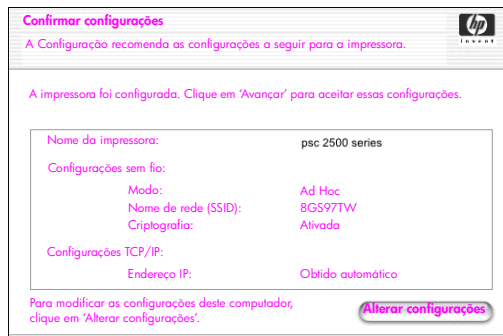 Confirmar configurações
A Configuração recomenda as configurações a seguir para a impressora.
hp
invent
A impressora foi configurada. Clique em ‘Avançar’ para aceitar essas configurações.
Nome da impressora: psc 2500 series
Configurações sem fio:
Modo: Ad Hoc
Nome de rede (SSID): 8GS97TW
Criptografia: Ativada
Configurações TCP/IP:
Endereço IP: Obtido automático
Para modificar as configurações deste computador,
clique em ‘Alterar configurações’.
Alterar configurações